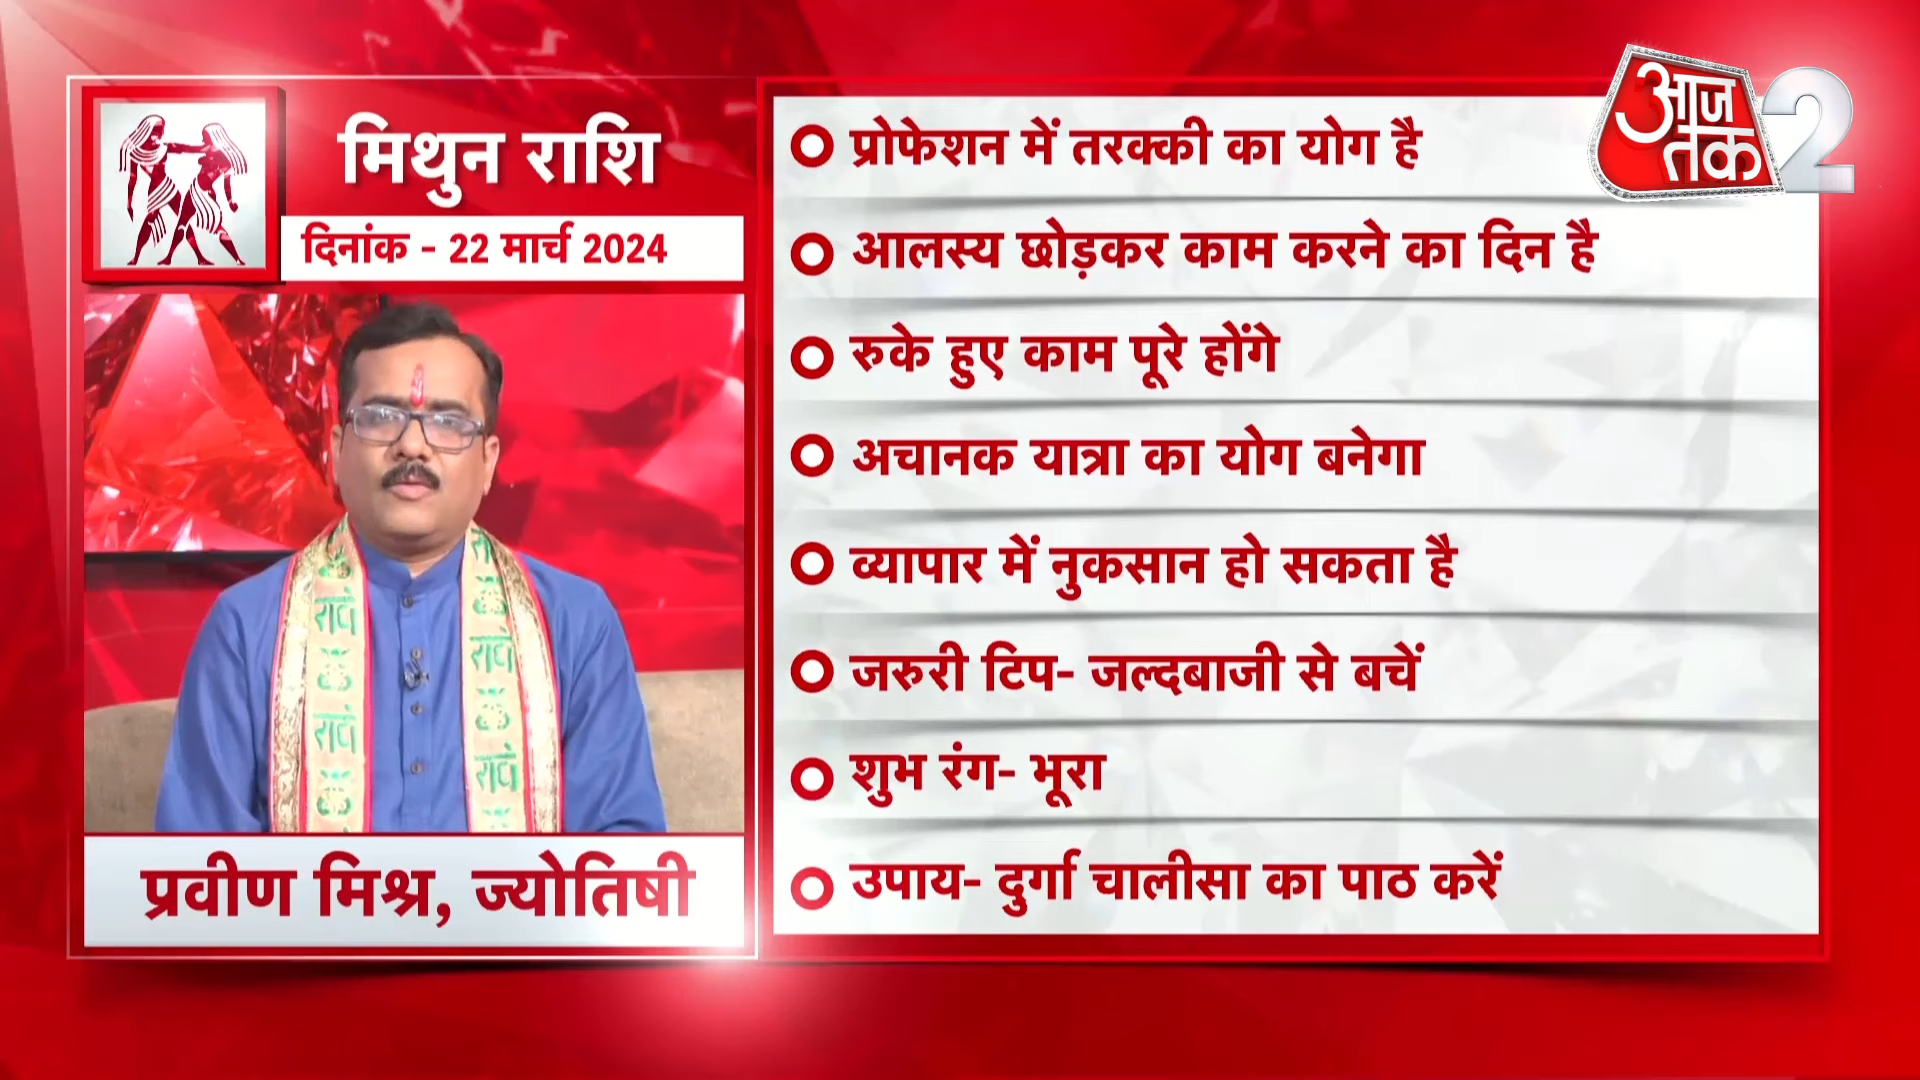 मिथुन राशि
दिनांक - 22 मार्च 2024
प्रवीण मिश्र, ज्योतिषी
प्रोफेशन में तरक्की का योग है
आलस्य छोड़कर काम करने का दिन है
रुके हुए काम पूरे होंगे
अचानक यात्रा का योग बनेगा
व्यापार में नुकसान हो सकता है
जरुरी टिप- जल्दबाजी से बचें
शुभ रंग- भूरा
उपाय- दुर्गा चालीसा का पाठ करें
आज
तक 2